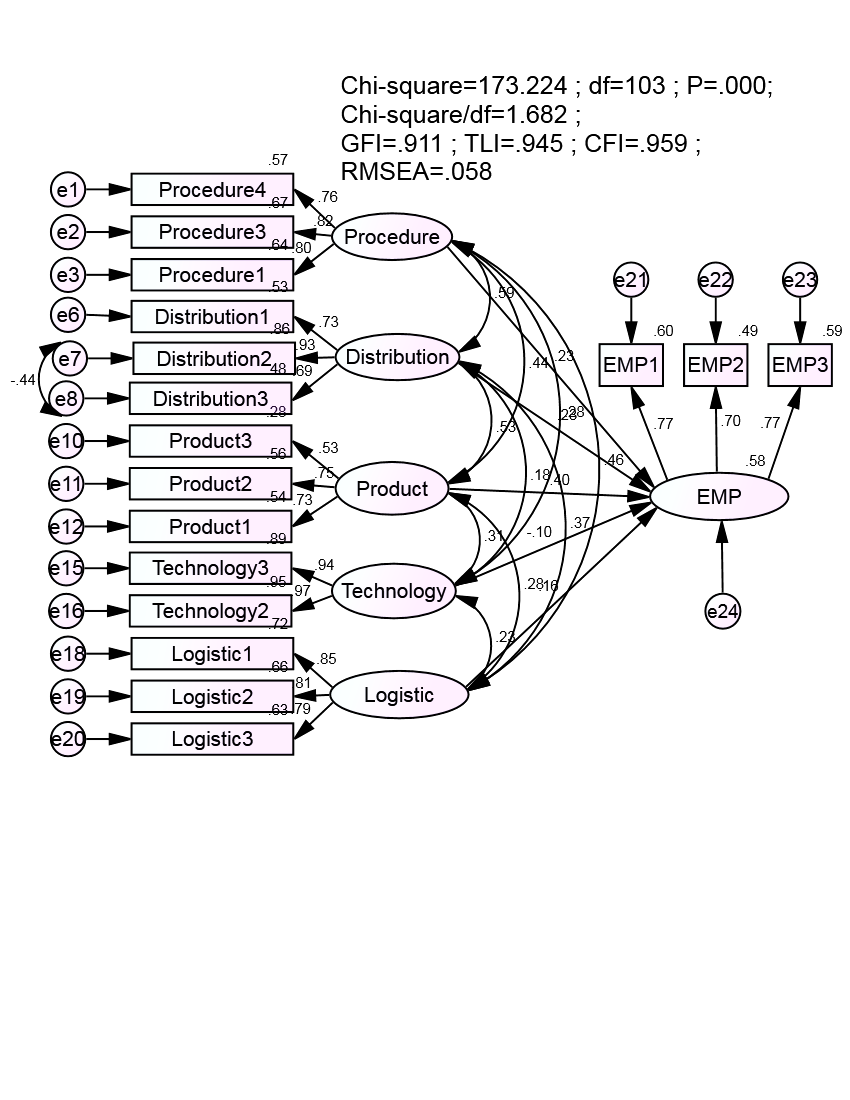 Chi-square=173.224 ; df=103 ; P=.000;
Chi-square/df=1.682 ;
GFI=.911 ; TLI=.945 ; CFI=.959 ;
RMSEA=.058
.57
e1 Procedure4 .76
.67
e2 Procedure3 .82 Procedure
.64 .80
e3 Procedure1
.53
e6 Distribution1 .73
.86
e7 Distribution2 .93 Distribution
.48 .69
-.44
e8 Distribution3
.28
e10 Product3 .53
.56
e11 Product2 .75 Product
.54 .73
e12 Product1
.89
e15 Technology3 .94
.95 Technology
e16 Technology2 .97
.72
e18 Logistic1 .85
.66
e19 Logistic2 .81 Logistic
.63 .79
e20 Logistic3
.59
.44 .23
.28
.53
.46
.18 .40
.31 -.10 .37
.28 .16
.23
e21 e22 e23
.60 .49 .59
EMP1 EMP2 EMP3
.77 .70 .77
.58
EMP
e24